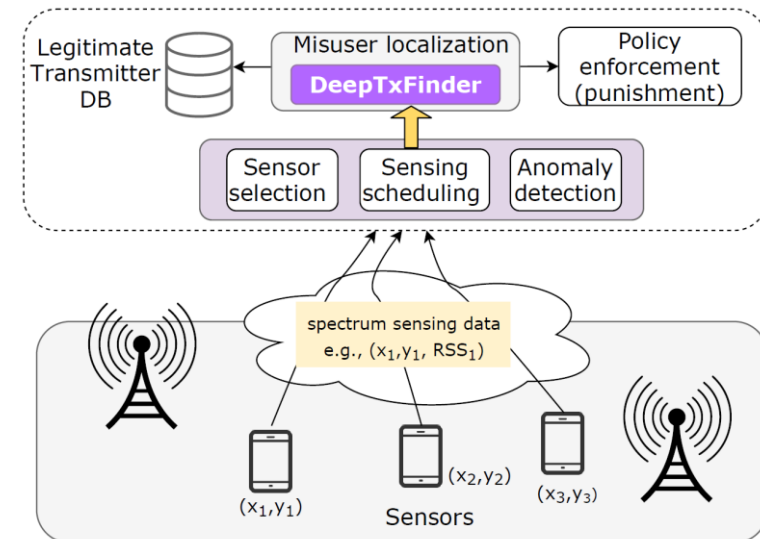 Legitimate
Transmitter
DB
Misuser localization
DeepTxFinder
Policy
enforcement
(punishment)
Sensor
selection
Sensing
scheduling
Anomaly
detection
spectrum sensing data
e.g., (x₁,y₁, RSS₁)
(x₁,y₁)
(x₂,y₂)
(x₃,y₃)
Sensors